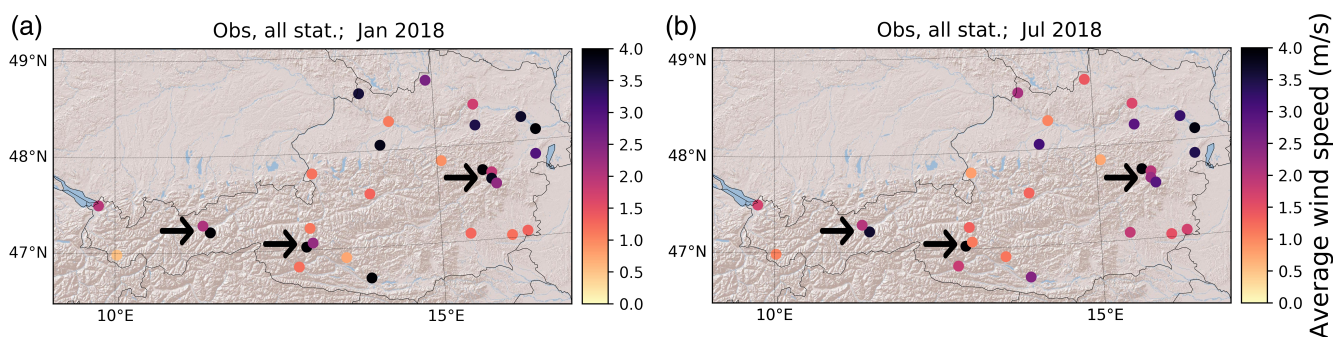 (a)
Obs, all stat.; Jan 2018
49°N
48°N
47°N
10°E
15°E
4.0
3.5
3.0
2.5
2.0
1.5
1.0
0.5
0.0
(b)
Obs, all stat.; Jul 2018
49°N
48°N
47°N
10°E
15°E
4.0
3.5
3.0
2.5
2.0
1.5
1.0
0.5
0.0
Average wind speed (m/s)